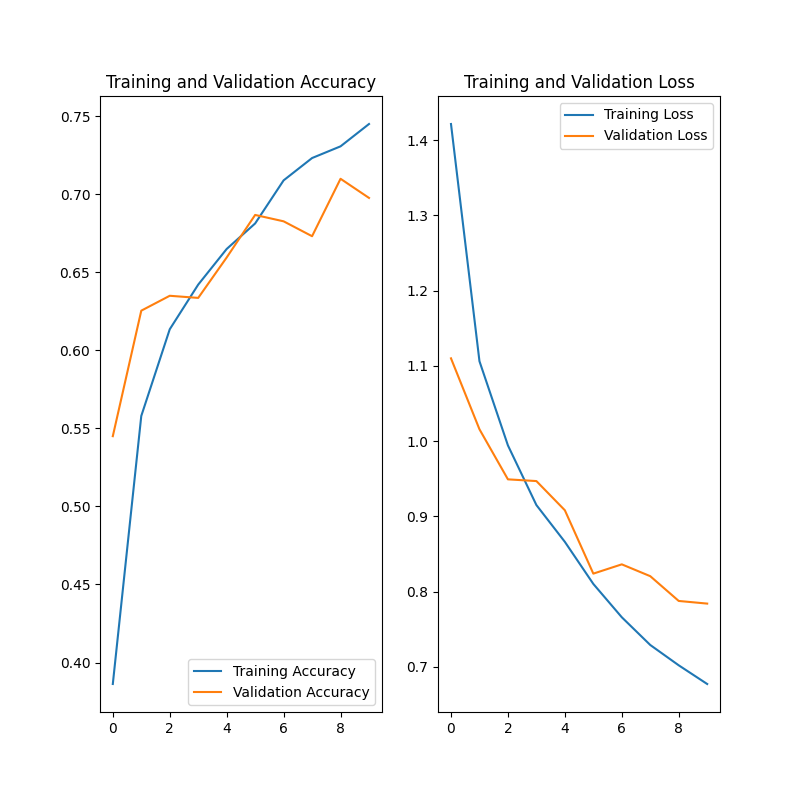 Training and Validation Accuracy
0.75
0.70
0.65
0.60
0.55
0.50
0.45
0.40
Training Accuracy
Validation Accuracy
0 2 4 6 8
Training and Validation Loss
Training Loss
Validation Loss
1.4
1.3
1.2
1.1
1.0
0.9
0.8
0.7
0 2 4 6 8